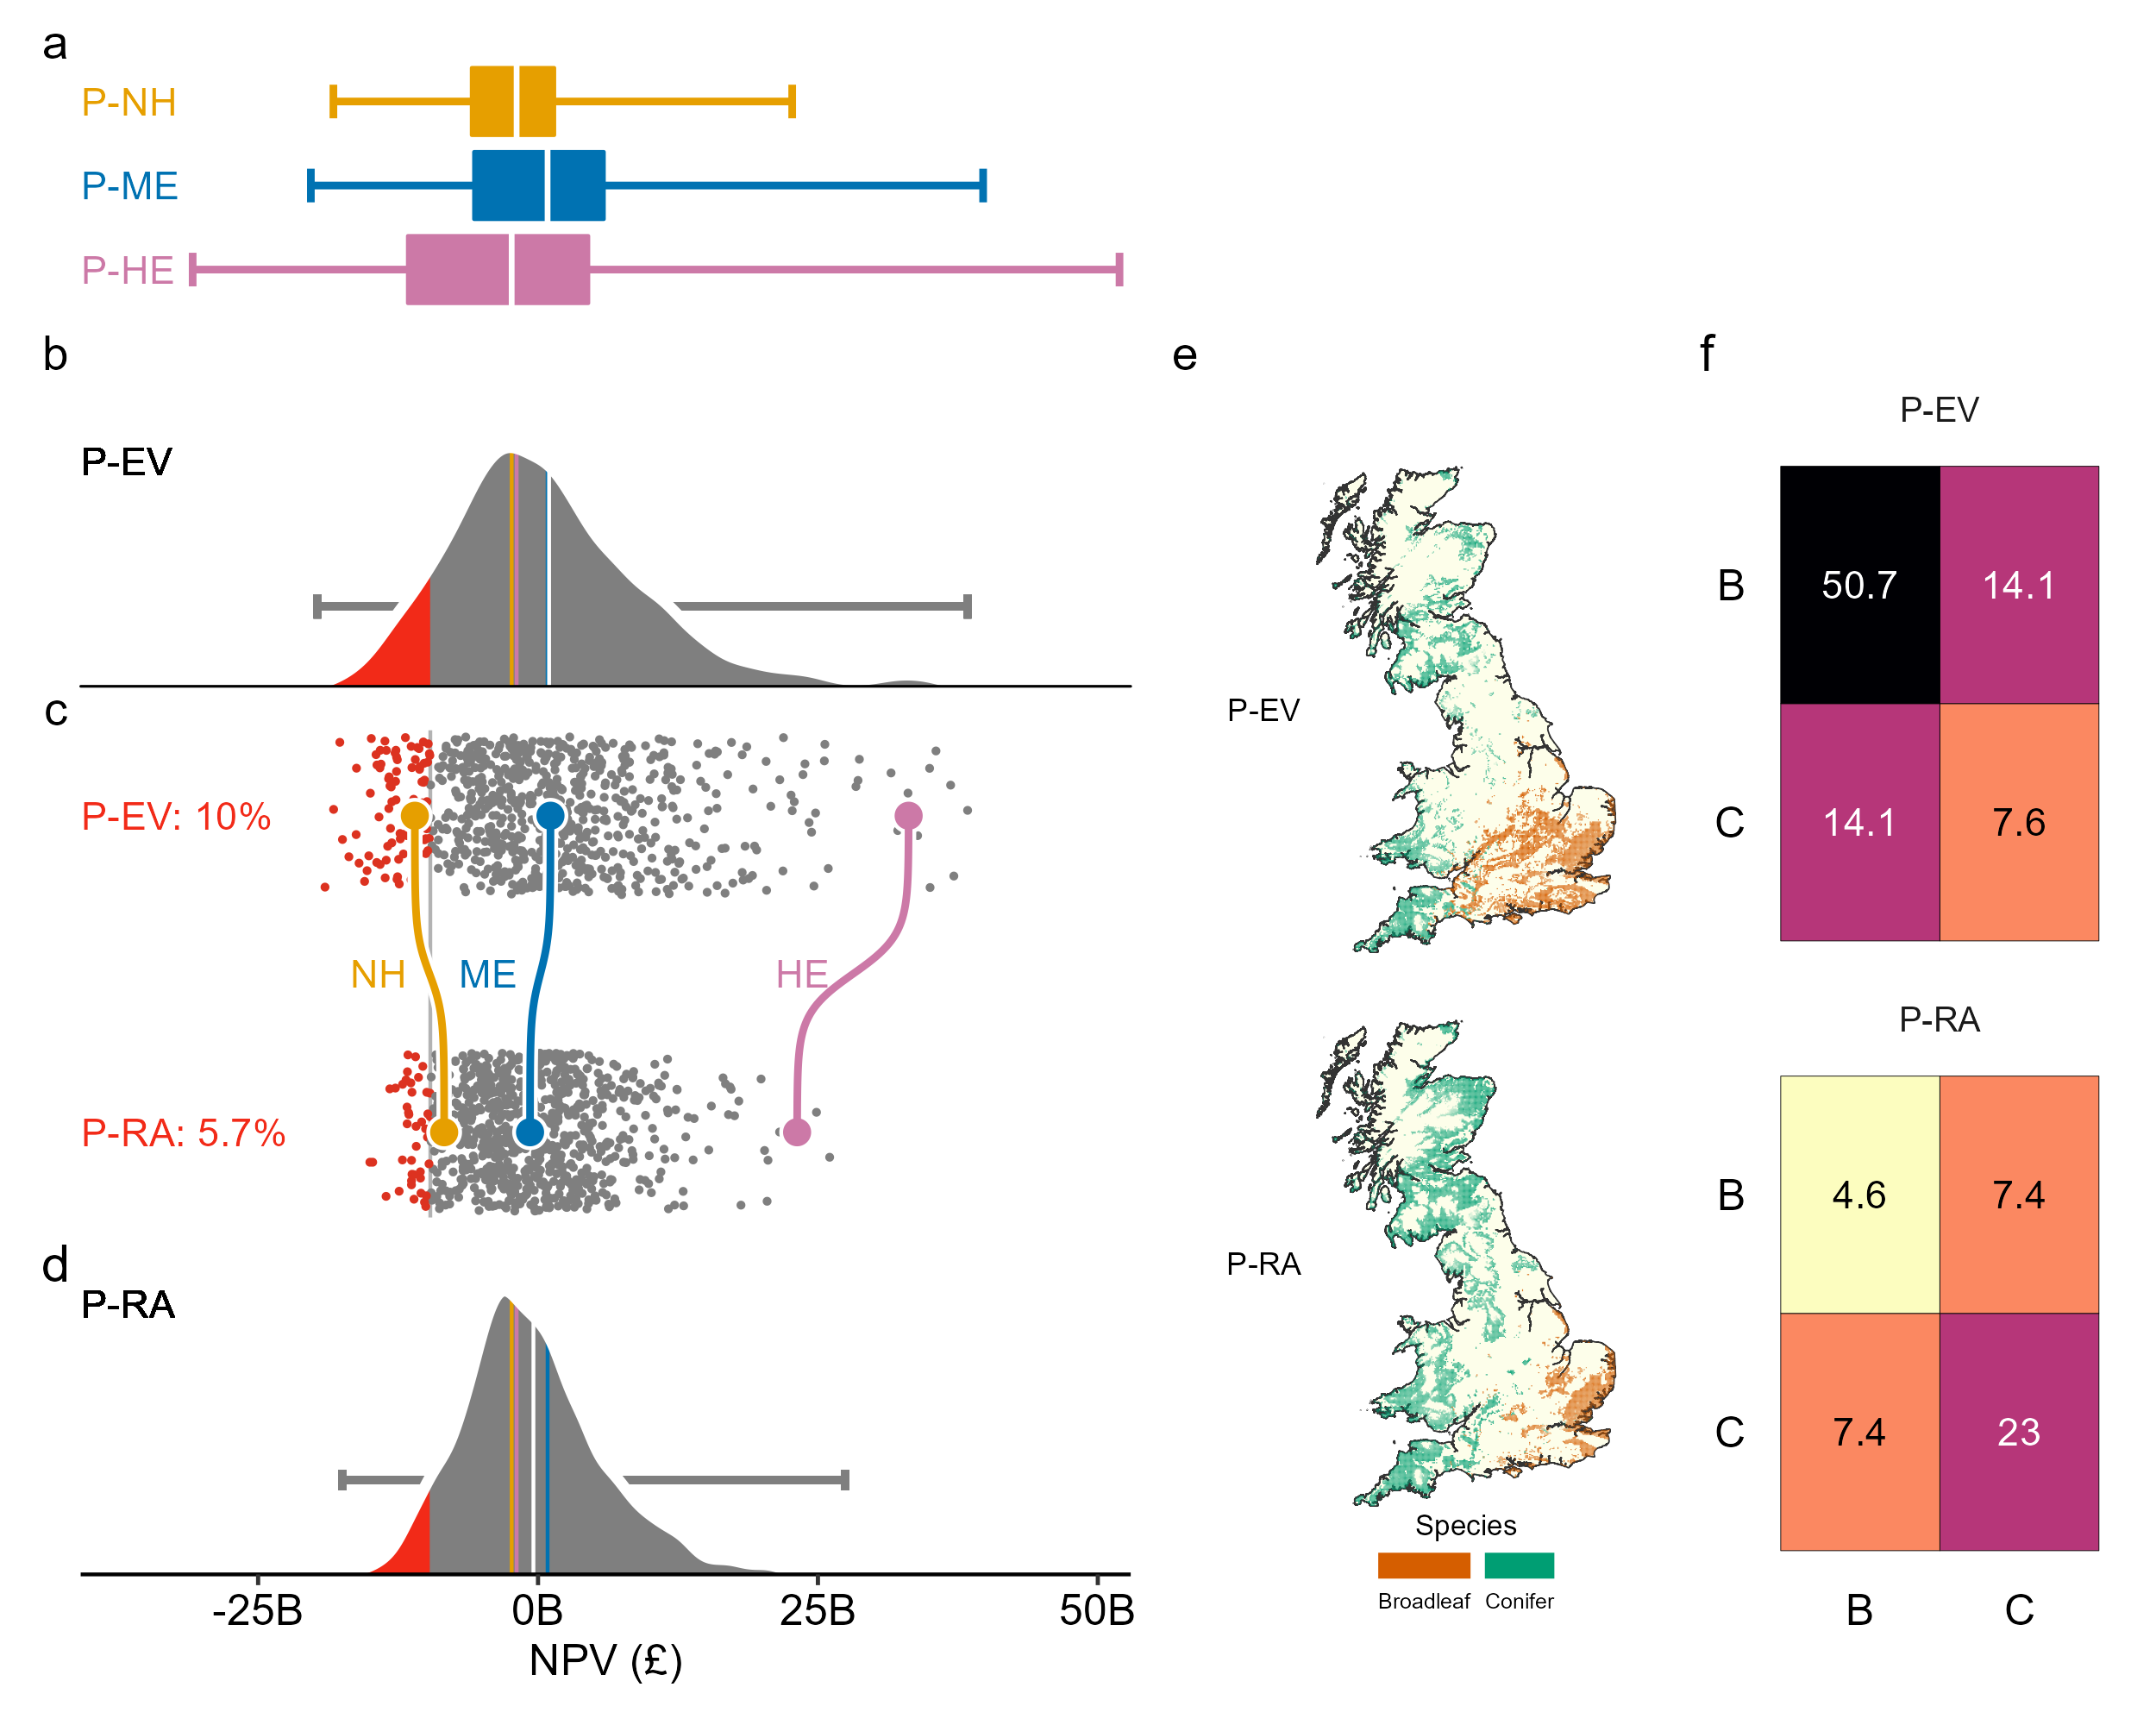 a
P-NH
P-ME
P-HE
b
P-EV
c
P-EV: 10%
NH ME HE
P-RA: 5.7%
d
P-RA
-25B 0B 25B 50B
NPV (£)
e
P-EV
P-RA
Species
Broadleaf Conifer
f
P-EV
B 50.7 14.1
C 14.1 7.6
P-RA
B 4.6 7.4
C 7.4 23
B C